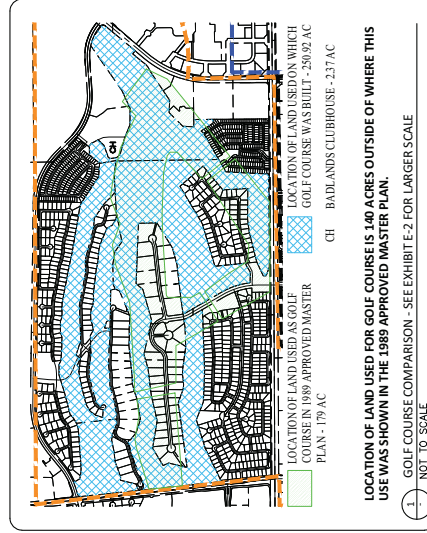 CH
LOCATION OF LAND USED AS GOLF
COURSE IN 1989 APPROVED MASTER
PLAN - 179 AC
LOCATION OF LAND USED ON WHICH
GOLF COURSE WAS BUILT - 250.92 AC
CH BADLANDS CLUBHOUSE - 2.37 AC
LOCATION OF LAND USED FOR GOLF COURSE IS 140 ACRES OUTSIDE OF WHERE THIS
USE WAS SHOWN IN THE 1989 APPROVED MASTER PLAN.
1 GOLF COURSE COMPARISON - SEE EXHIBIT E-2 FOR LARGER SCALE
- NOT TO SCALE